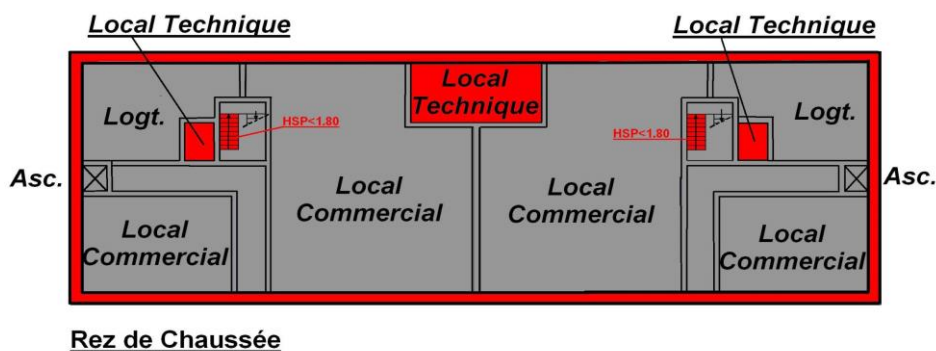 Local Technique
Local Technique
Local
Technique
Logt.
HSP<1.80
HSP<1.80
Logt.
Asc.
Asc.
Local
Commercial
Local
Commercial
Local
Commercial
Local
Commercial
Rez de Chaussée